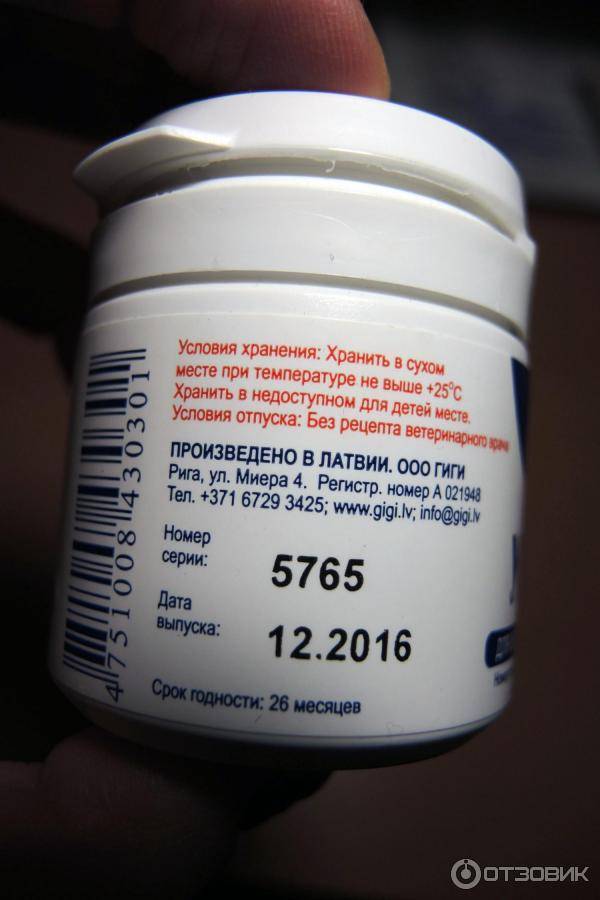 Условия хранения: Хранить в сухом
месте при температуре не выше +25°C
Хранить в недоступном для детей месте.
Условия отпуска: Без рецепта ветеринарного врача
ПРОИЗВЕДЕНО В ЛАТВИИ. ООО ГИГИ
Рига, ул. Миера 4. Регистр. номер А 021948
Тел. +371 6729 3425; www.gigi.lv; info@gigi.lv
Номер
серии:
5765
Дата
выпуска:
12.2016
Срок годности: 26 месяцев
4751008430301
ОТЗОВИК